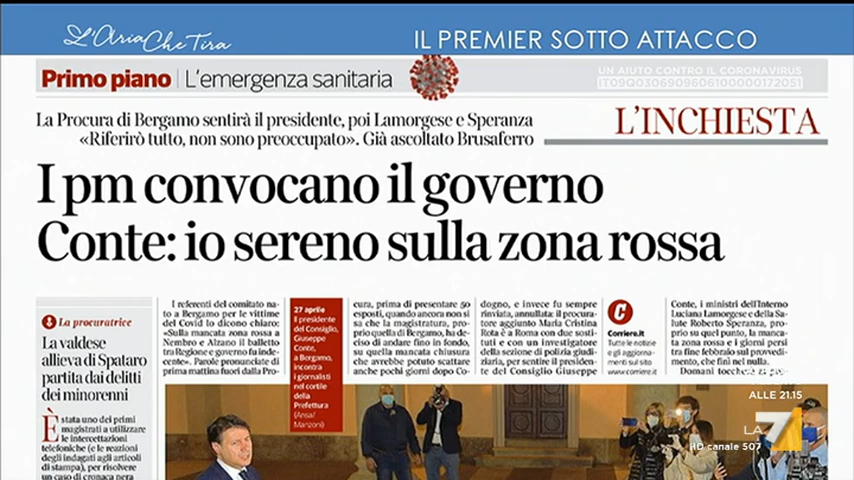 L'Aria Che Tira
IL PREMIER SOTTO ATTACCO
Primo piano | L'emergenza sanitaria
UN AIUTO CONTRO IL CORONAVIRUS
IT09Q0306909606100000172051
La Procura di Bergamo sentirà il presidente, poi Lamorgese e Speranza
«Riferirò tutto, non sono preoccupato». Già ascoltato Brusaferro
L'INCHIESTA
I pm convocano il governo
Conte: io sereno sulla zona rossa
La procuratrice
La valdese
allieva di Spataro
partita dai delitti
dei minorenni
È stata uno dei primi
magistrati a utilizzare
le intercettazioni
telefoniche (e le reazioni
degli indagati agli articoli
di stampa), per risolvere
un caso di cronaca nera
I referenti del comitato na-
to a Bergamo per le vittime
del Covid lo dicono chiaro:
«Sulla mancata zona rossa a
Nembro e Alzano il balletto
tra Regione e governo fu inde-
cente». Parole pronunciate di
prima mattina fuori dalla Pro-
27 aprile
Il presidente
del Consiglio,
Giuseppe
Conte,
a Bergamo,
incontra
i giornalisti
nel cortile
della
Prefettura
(Ansa/
Manzoni)
cura, prima di presentare 50
esposti, quando ancora non si
sa che la magistratura, pro-
prio quella di Bergamo, ha de-
ciso di andare fino in fondo,
su quella mancata chiusura
che avrebbe potuto scattare
anche pochi giorni dopo Co-
dogno, e invece fu sempre
rinviata, annullata: il procura-
tore aggiunto Maria Cristina
Rota è a Roma con due sosti-
tuti e con un investigatore
della sezione di polizia giudi-
ziaria, per sentire il presiden-
te del Consiglio Giuseppe
Corriere.it
Tutte le notizie
e gli aggiorna-
menti sul sito
www.corriere.it
Conte, i ministri dell'Interno
Luciana Lamorgese e della Sa-
lute Roberto Speranza, pro-
prio su quel punto, la manca-
ta zona rossa e i giorni persi
tra fine febbraio sul provvedi-
mento, che finì nel nulla.
Domani toccherà
ALLE 21.15
LA7
HD canale 507